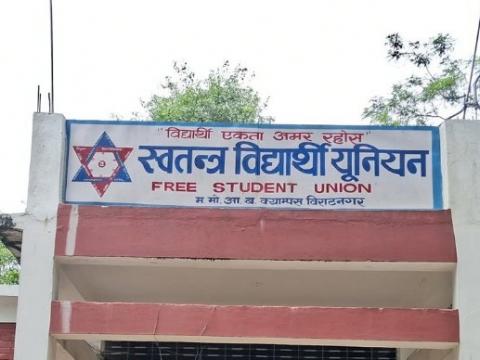 "विद्यार्थी एकता अमर रहोस"
स्वतन्त्र विद्यार्थी यूनियन
FREE STUDENT UNION
म.मो.आ.ब.क्याम्पस विराटनगर